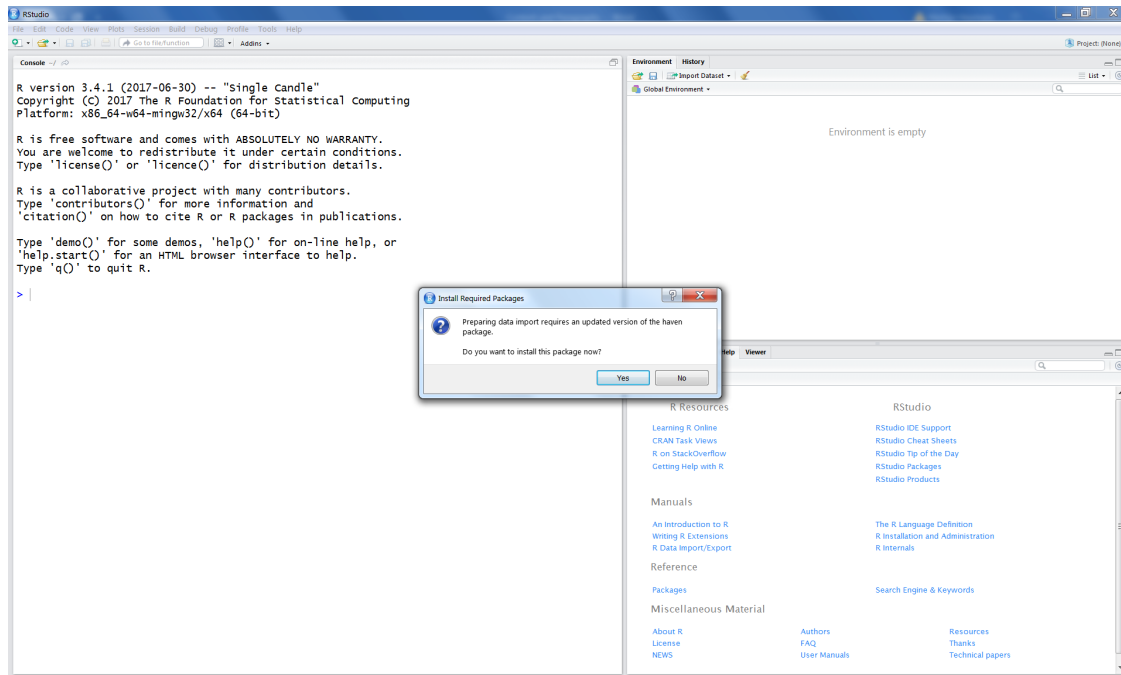 RStudio
File Edit Code View Plots Session Build Debug Profile Tools Help
Go to file/function Addins Project: (None)
Console ~/
R version 3.4.1 (2017-06-30) -- "Single Candle"
Copyright (C) 2017 The R Foundation for Statistical Computing
Platform: x86_64-w64-mingw32/x64 (64-bit)
R is free software and comes with ABSOLUTELY NO WARRANTY.
You are welcome to redistribute it under certain conditions.
Type 'license()' or 'licence()' for distribution details.
R is a collaborative project with many contributors.
Type 'contributors()' for more information and
'citation()' on how to cite R or R packages in publications.
Type 'demo()' for some demos, 'help()' for on-line help, or
'help.start()' for an HTML browser interface to help.
Type 'q()' to quit R.
>
Environment History
Import Dataset List
Global Environment
Environment is empty
Install Required Packages
Preparing data import requires an updated version of the haven
package.
Do you want to install this package now?
Yes No
Help Viewer
R Resources RStudio
Learning R Online RStudio IDE Support
CRAN Task Views RStudio Cheat Sheets
R on StackOverflow RStudio Tip of the Day
Getting Help with R RStudio Packages
RStudio Products
Manuals
An Introduction to R The R Language Definition
Writing R Extensions R Installation and Administration
R Data Import/Export R Internals
Reference
Packages Search Engine & Keywords
Miscellaneous Material
About R Authors Resources
License FAQ Thanks
NEWS User Manuals Technical papers